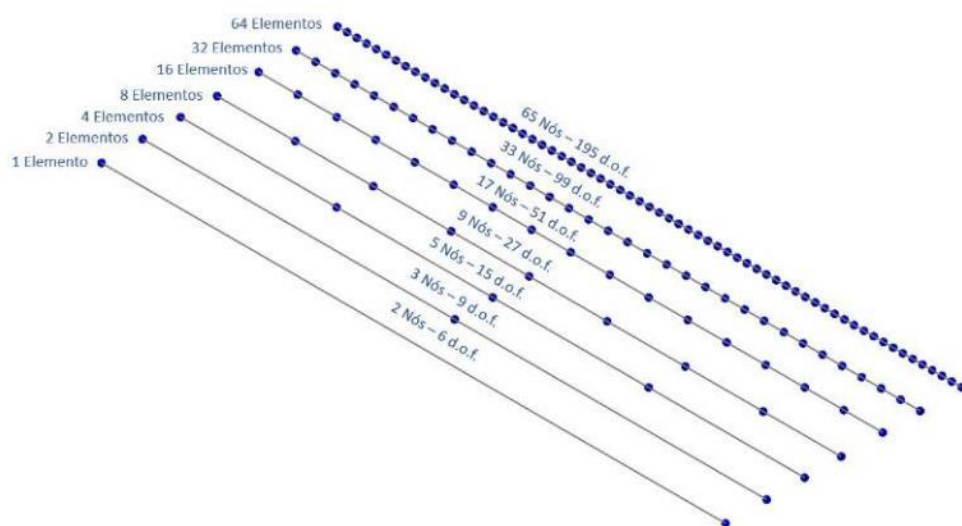 64 Elementos
32 Elementos
16 Elementos
8 Elementos
4 Elementos
2 Elementos
1 Elemento
65 Nós – 195 d.o.f.
33 Nós – 99 d.o.f.
17 Nós – 51 d.o.f.
9 Nós – 27 d.o.f.
5 Nós – 15 d.o.f.
3 Nós – 9 d.o.f.
2 Nós – 6 d.o.f.